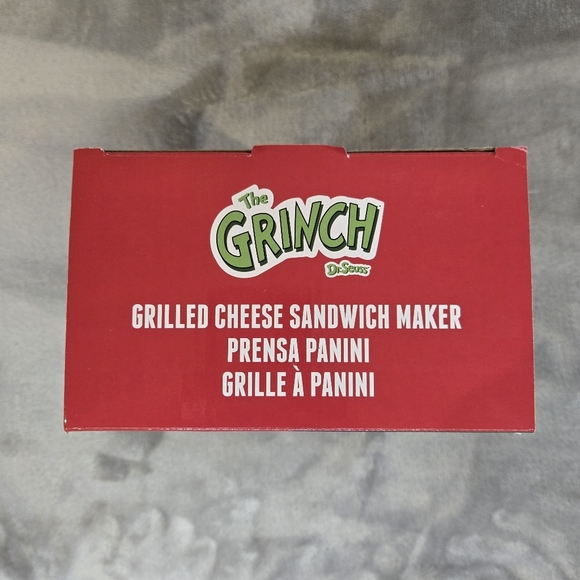 The
GRINCH
Dr. Seuss
GRILLED CHEESE SANDWICH MAKER
PRENSA PANINI
GRILLE À PANINI